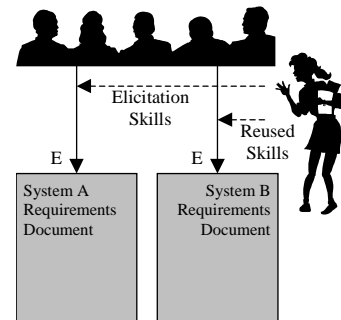 Elicitation
Skills
Reused
Skills
E
E
System A
Requirements
Document
System B
Requirements
Document